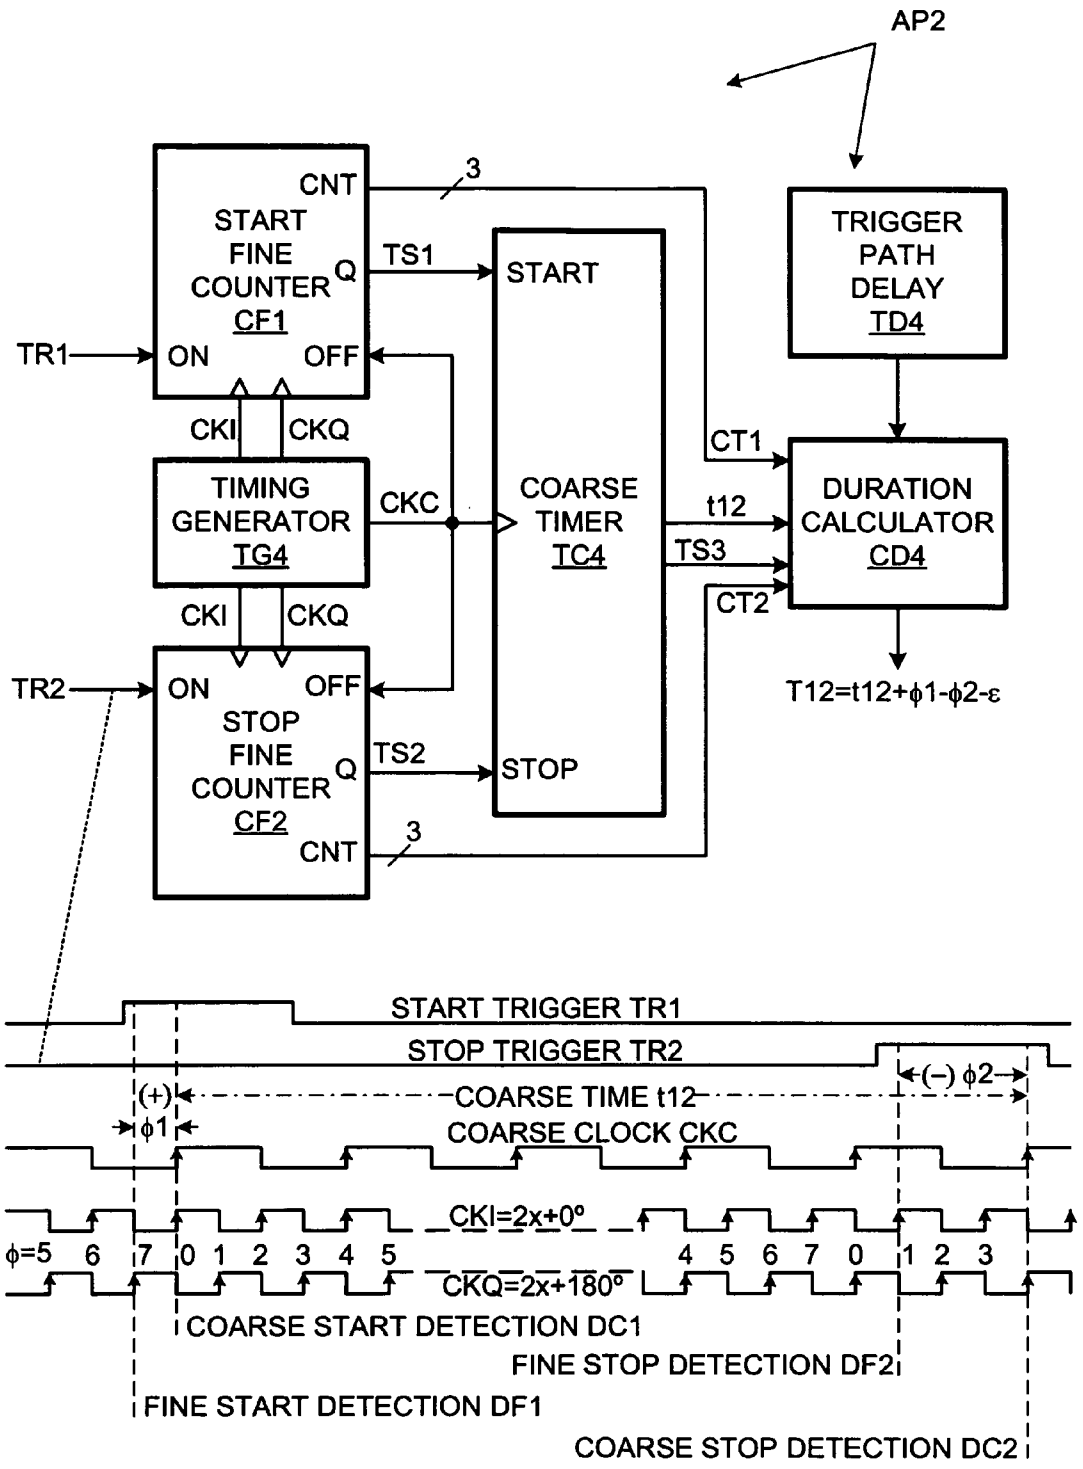 AP2
CNT
3
START
FINE
COUNTER
CF1
Q
TS1
TR1
ON
OFF
START
TRIGGER
PATH
DELAY
TD4
CKI
CKQ
TIMING
GENERATOR
TG4
CKC
COARSE
TIMER
TC4
CT1
t12
TS3
CT2
DURATION
CALCULATOR
CD4
CKI
CKQ
TR2
ON
OFF
STOP
FINE
COUNTER
CF2
Q
TS2
STOP
CNT
3
T12=t12+ϕ1-ϕ2-ε
START TRIGGER TR1
STOP TRIGGER TR2
(+)
ϕ1
COARSE TIME t12
(−) ϕ2
COARSE CLOCK CKC
CKI=2x+0º
ϕ=5 6 7 0 1 2 3 4 5 4 5 6 7 0 1 2 3
CKQ=2x+180º
COARSE START DETECTION DC1
FINE STOP DETECTION DF2
FINE START DETECTION DF1
COARSE STOP DETECTION DC2